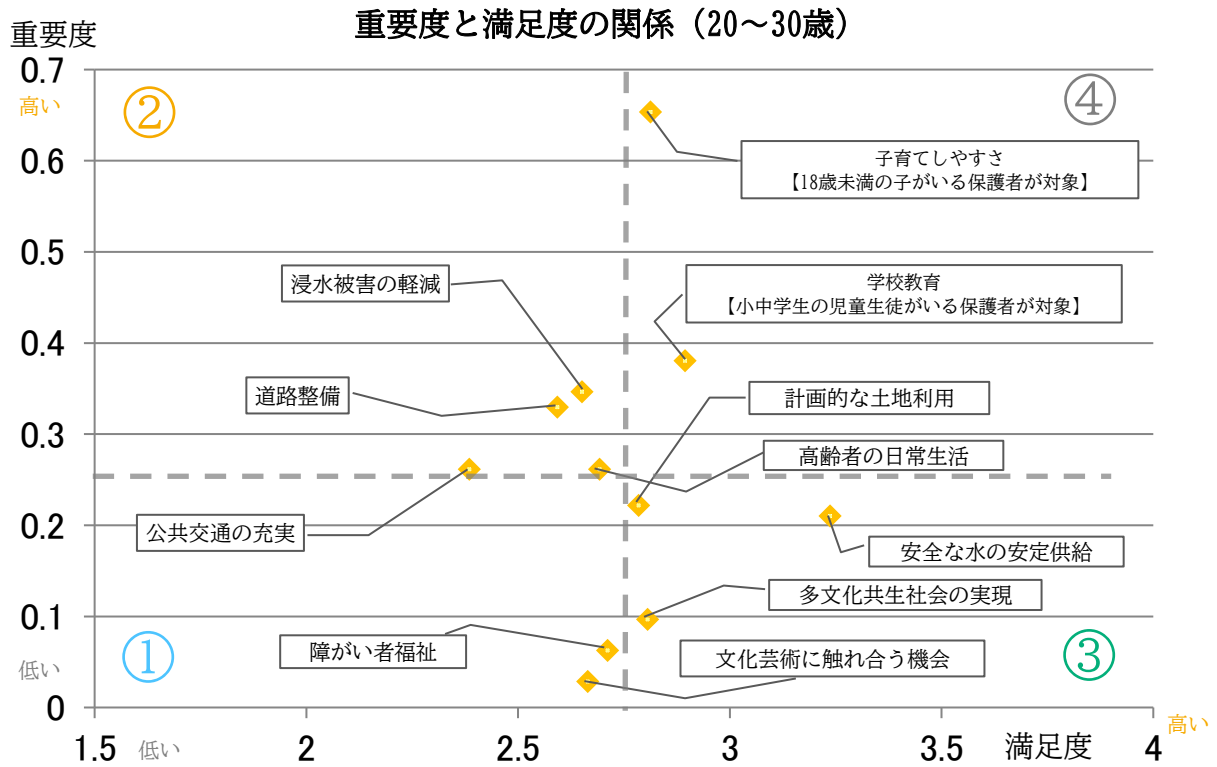 重要度と満足度の関係（20～30歳）
重要度
0.7
高い
②
④
子育てしやすさ
【18歳未満の子がいる保護者が対象】
0.6
0.5
浸水被害の軽減
学校教育
【小中学生の児童生徒がいる保護者が対象】
0.4
道路整備
計画的な土地利用
0.3
高齢者の日常生活
公共交通の充実
0.2
安全な水の安定供給
多文化共生社会の実現
0.1
障がい者福祉
文化芸術に触れ合う機会
①
③
低い
0
1.5
低い
2
2.5
3
3.5
満足度
4
高い